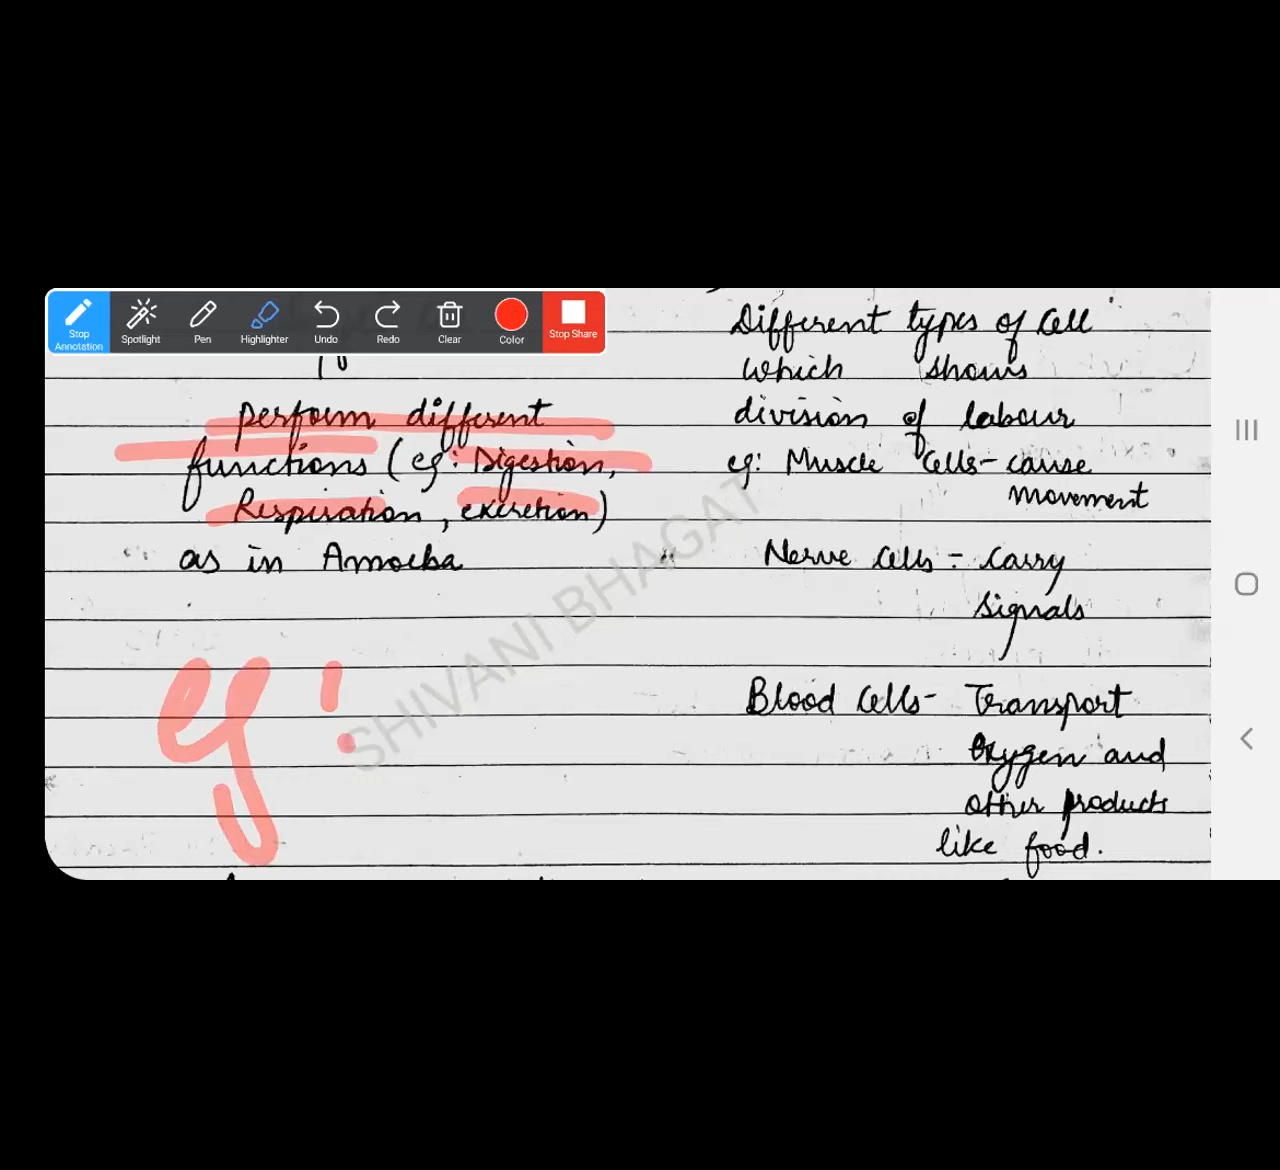 Stop Annotation
Spotlight
Pen
Highlighter
Undo
Redo
Clear
Color
Stop Share
perform different
functions (eg: Digestion,
Respiration, excretion)
as in Amoeba
eg:
Different types of Cell
which shows
division of labour
eg: Muscle Cells - cause
movement
Nerve Cells - Carry
Signals
Blood Cells - Transport
Oxygen and
other products
like food.
SHIVANI BHAGAT